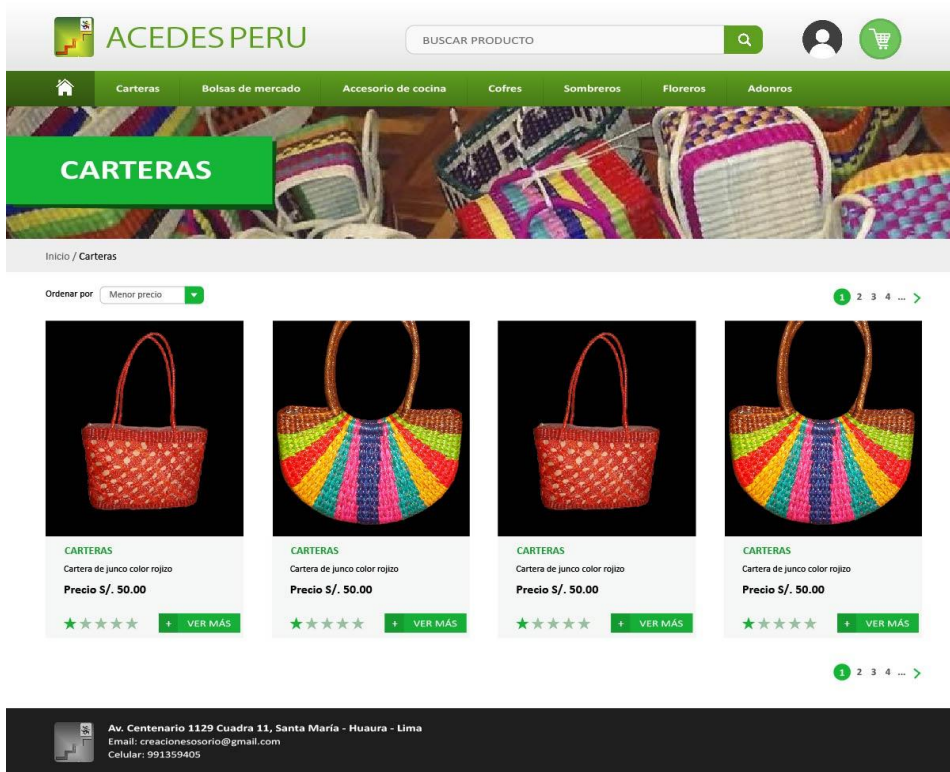 ACEDES PERU
BUSCAR PRODUCTO
Carteras Bolsas de mercado Accesorio de cocina Cofres Sombreros Floreros Adonros
CARTERAS
Inicio / Carteras
Ordenar por Menor precio 1 2 3 4 ... >
CARTERAS CARTERAS CARTERAS CARTERAS
Cartera de junco color rojizo Cartera de junco color rojizo Cartera de junco color rojizo Cartera de junco color rojizo
Precio S/. 50.00 Precio S/. 50.00 Precio S/. 50.00 Precio S/. 50.00
+ VER MÁS + VER MÁS + VER MÁS + VER MÁS
1 2 3 4 ... >
Av. Centenario 1129 Cuadra 11, Santa María - Huaura - Lima
Email: creacionesosorio@gmail.com
Celular: 991359405